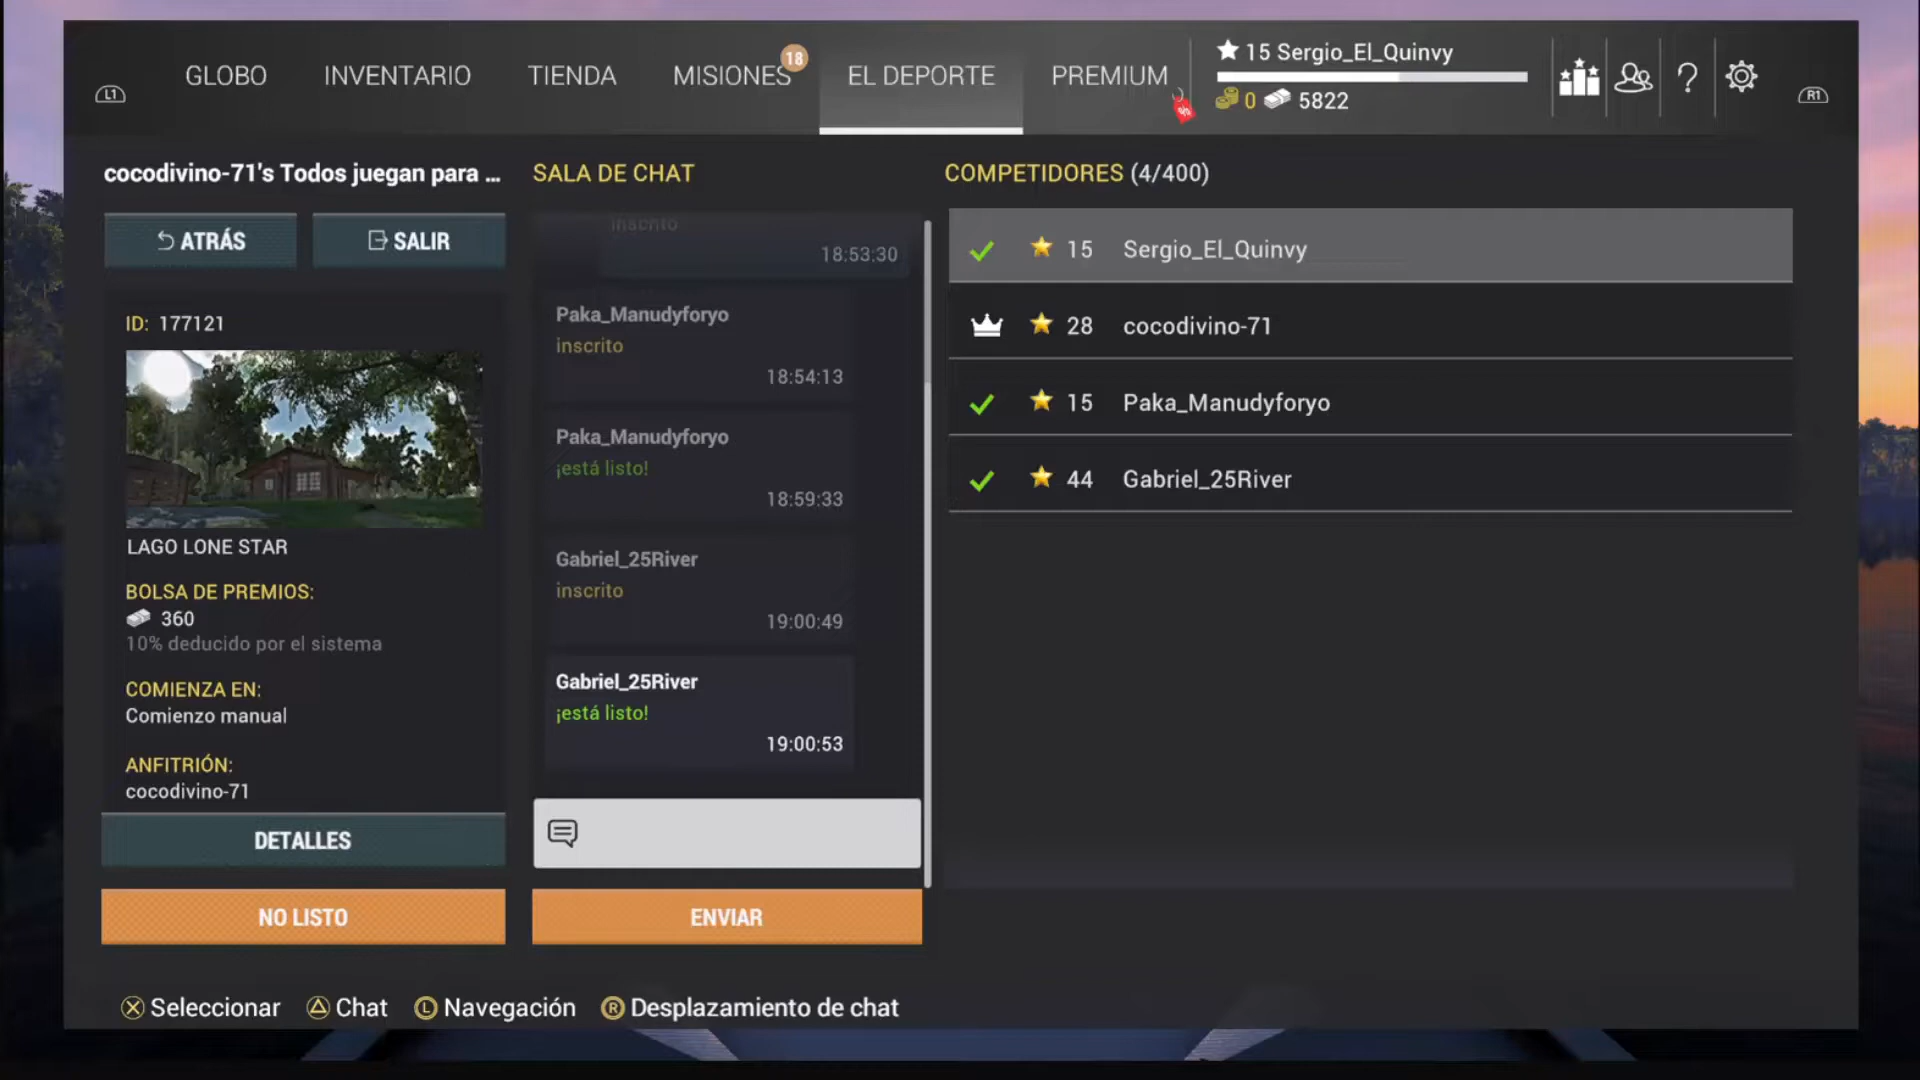 L1
GLOBO
INVENTARIO
TIENDA
MISIONES
18
EL DEPORTE
PREMIUM
15 Sergio_El_Quinvy
0 5822
?
R1
cocodivino-71's Todos juegan para ...
ATRÁS
SALIR
ID: 177121
LAGO LONE STAR
BOLSA DE PREMIOS:
360
10% deducido por el sistema
COMIENZA EN:
Comienzo manual
ANFITRIÓN:
cocodivino-71
DETALLES
NO LISTO
SALA DE CHAT
inscrito
18:53:30
Paka_Manudyforyo
inscrito
18:54:13
Paka_Manudyforyo
¡está listo!
18:59:33
Gabriel_25River
inscrito
19:00:49
Gabriel_25River
¡está listo!
19:00:53
ENVIAR
COMPETIDORES (4/400)
15 Sergio_El_Quinvy
28 cocodivino-71
15 Paka_Manudyforyo
44 Gabriel_25River
Seleccionar
Chat
L Navegación
R Desplazamiento de chat